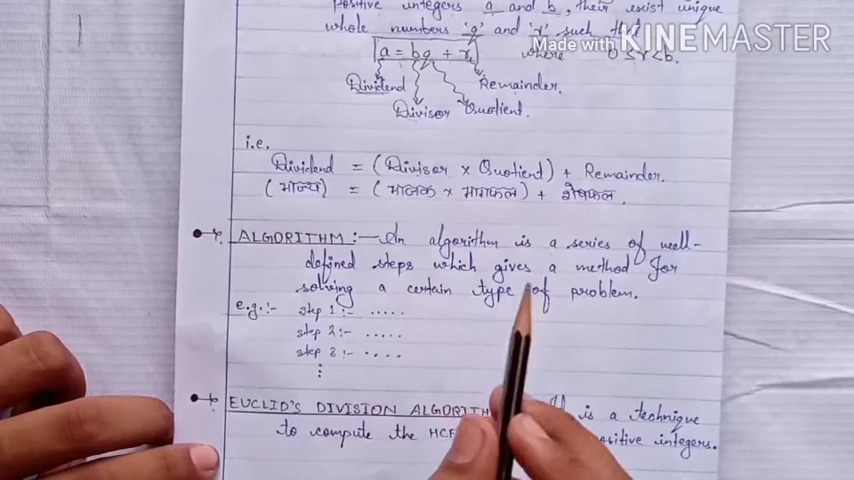 positive integers a and b, their exist unique
whole numbers 'q' and 'r' such that
a = bq + r where 0 ≤ r < b.
Made with KINEMASTER
Dividend Remainder.
Divisor Quotient.
i.e.
Dividend = (Divisor × Quotient) + Remainder.
(भाज्य) = (भाजक × भागफल) + शेषफल.
ALGORITHM :- An algorithm is a series of well-
defined steps which gives a method for
solving a certain type of problem.
e.g.:- step 1:- .....
step 2:- ....
step 3:- ....
EUCLID'S DIVISION It is a technique
to compute the positive integers.